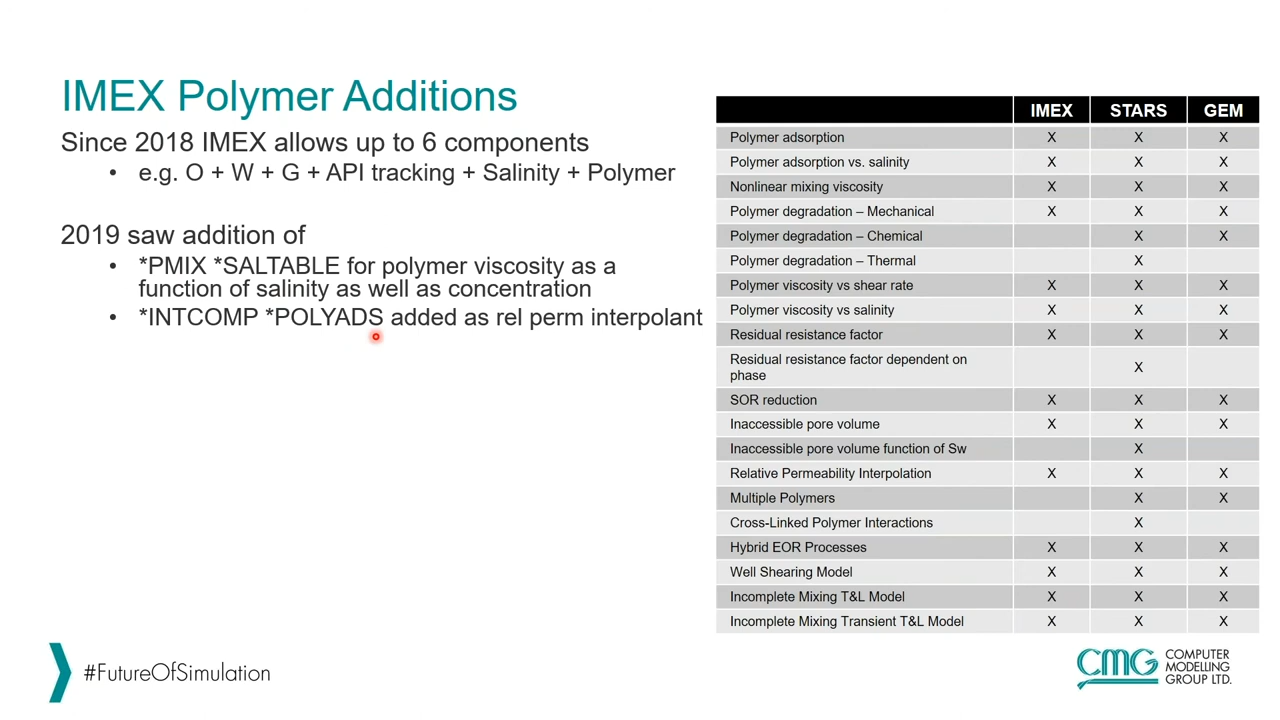 IMEX Polymer Additions
Since 2018 IMEX allows up to 6 components
• e.g. O + W + G + API tracking + Salinity + Polymer
2019 saw addition of
• *PMIX *SALTABLE for polymer viscosity as a
function of salinity as well as concentration
• *INTCOMP *POLYADS added as rel perm interpolant
IMEX STARS GEM
Polymer adsorption X X X
Polymer adsorption vs. salinity X X X
Nonlinear mixing viscosity X X X
Polymer degradation – Mechanical X X X
Polymer degradation – Chemical X X
Polymer degradation – Thermal X
Polymer viscosity vs shear rate X X X
Polymer viscosity vs salinity X X X
Residual resistance factor X X X
Residual resistance factor dependent on
phase X
SOR reduction X X X
Inaccessible pore volume X X X
Inaccessible pore volume function of Sw X
Relative Permeability Interpolation X X X
Multiple Polymers X X
Cross-Linked Polymer Interactions X
Hybrid EOR Processes X X X
Well Shearing Model X X X
Incomplete Mixing T&L Model X X X
Incomplete Mixing Transient T&L Model X X X
#FutureOfSimulation
CMG
COMPUTER
MODELLING
GROUP LTD.